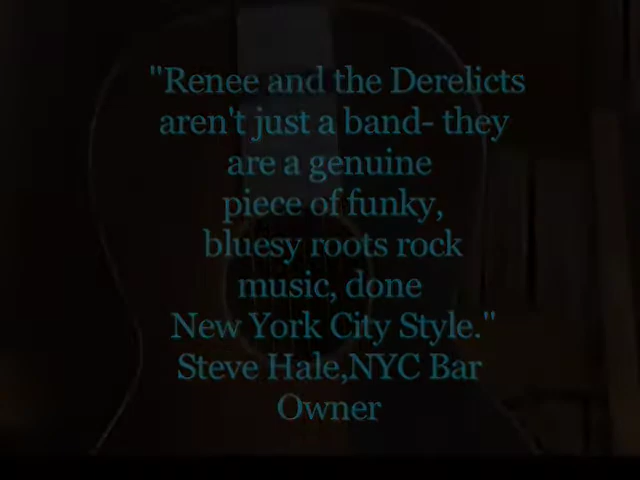 "Renee and the Derelicts
aren't just a band- they
are a genuine
piece of funky,
bluesy roots rock
music, done
New York City Style."
Steve Hale,NYC Bar
Owner